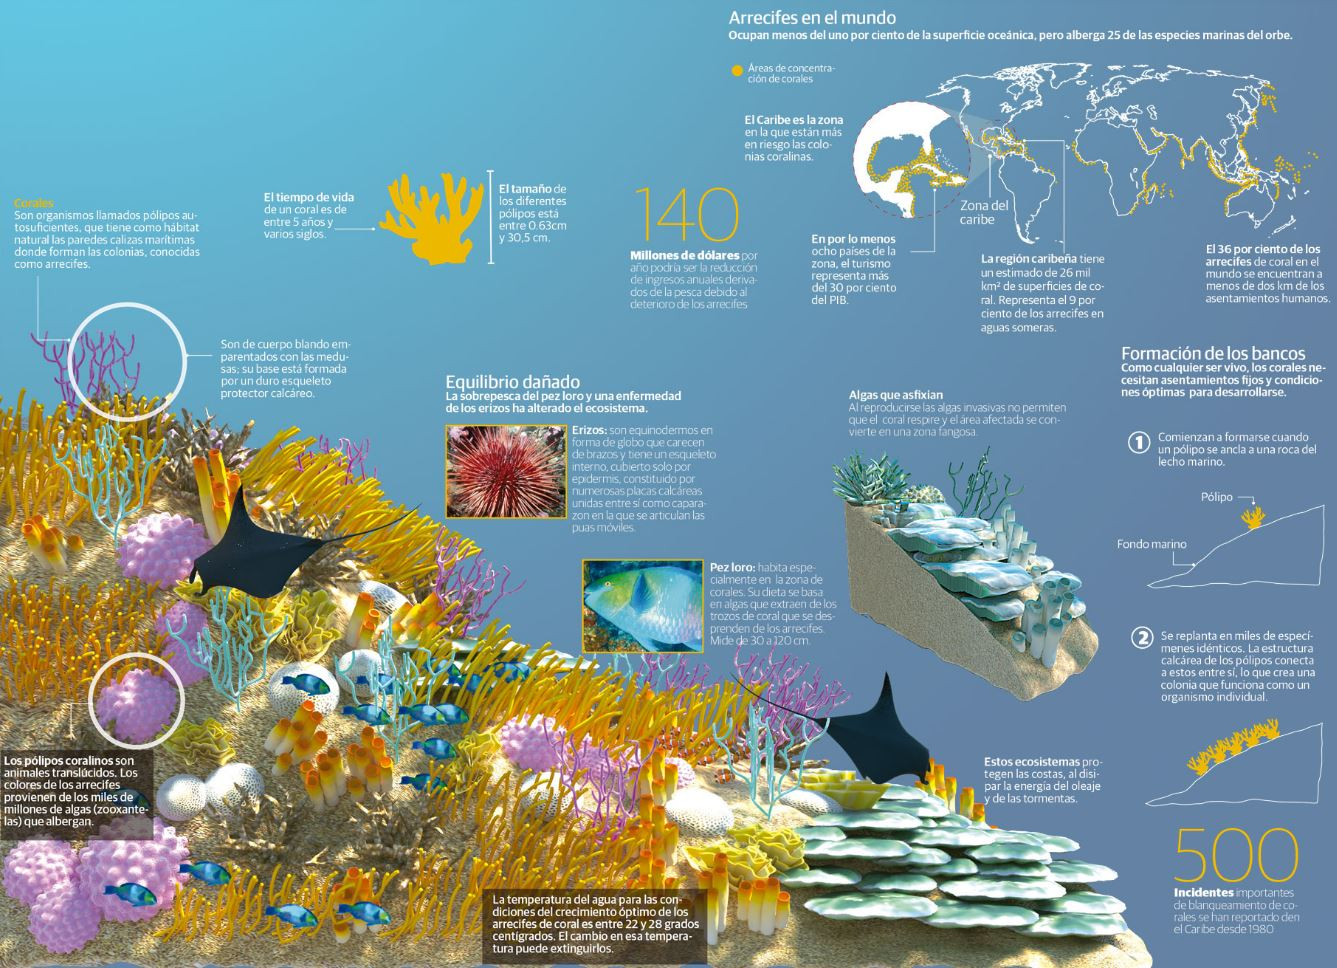 Arrecifes en el mundo
Ocupan menos del uno por ciento de la superficie oceánica, pero alberga 25 de las especies marinas del orbe.
Áreas de concentra-
ción de corales
El Caribe es la zona
en la que están más
en riesgo las colo-
nias coralinas.
Zona del
caribe
En por lo menos
ocho países de la
zona, el turismo
representa más
del 30 por ciento
del PIB.
La región caribeña tiene
un estimado de 26 mil
km² de superficies de co-
ral. Representa el 9 por
ciento de los arrecifes en
aguas someras.
El 36 por ciento de los
arrecifes de coral en el
mundo se encuentran a
menos de dos km de los
asentamientos humanos.
Corales
Son organismos llamados pólipos au-
tosuficientes, que tiene como hábitat
natural las paredes calizas marítimas
donde forman las colonias, conocidas
como arrecifes.
El tiempo de vida
de un coral es de
entre 5 años y
varios siglos.
El tamaño de
los diferentes
pólipos está
entre 0.63cm
y 30,5 cm.
140
Millones de dólares por
año podría ser la reducción
de ingresos anuales deriva-
dos de la pesca debido al
deterioro de los arrecifes
Son de cuerpo blando em-
parentados con las medu-
sas; su base está formada
por un duro esqueleto
protector calcáreo.
Equilibrio dañado
La sobrepesca del pez loro y una enfermedad
de los erizos ha alterado el ecosistema.
Erizos: son equinodermos en
forma de globo que carecen
de brazos y tiene un esqueleto
interno, cubierto solo por
epidermis, constituido por
numerosas placas calcáreas
unidas entre sí como capara-
zon en la que se articulan las
puas móviles.
Pez loro: habita espe-
cialmente en la zona de
corales. Su dieta se basa
en algas que extraen de los
trozos de coral que se des-
prenden de los arrecifes.
Mide de 30 a 120 cm.
Algas que asfixian
Al reproducirse las algas invasivas no permiten
que el coral respire y el área afectada se con-
vierte en una zona fangosa.
Formación de los bancos
Como cualquier ser vivo, los corales ne-
cesitan asentamientos fijos y condicio-
nes óptimas para desarrollarse.
1
Comienzan a formarse cuando
un pólipo se ancla a una roca del
lecho marino.
Pólipo
Fondo marino
2
Se replanta en miles de especí-
menes idénticos. La estructura
calcárea de los pólipos conecta
a estos entre sí, lo que crea una
colonia que funciona como un
organismo individual.
Los pólipos coralinos son
animales translúcidos. Los
colores de los arrecifes
provienen de los miles de
millones de algas (zooxante-
las) que albergan.
Estos ecosistemas pro-
tegen las costas, al disi-
par la energía del oleaje
y de las tormentas.
La temperatura del agua para las con-
diciones del crecimiento óptimo de los
arrecifes de coral es entre 22 y 28 grados
centigrados. El cambio en esa tempera-
tura puede extinguirlos.
500
Incidentes importantes
de blanqueamiento de co-
rales se han reportado den
el Caribe desde 1980